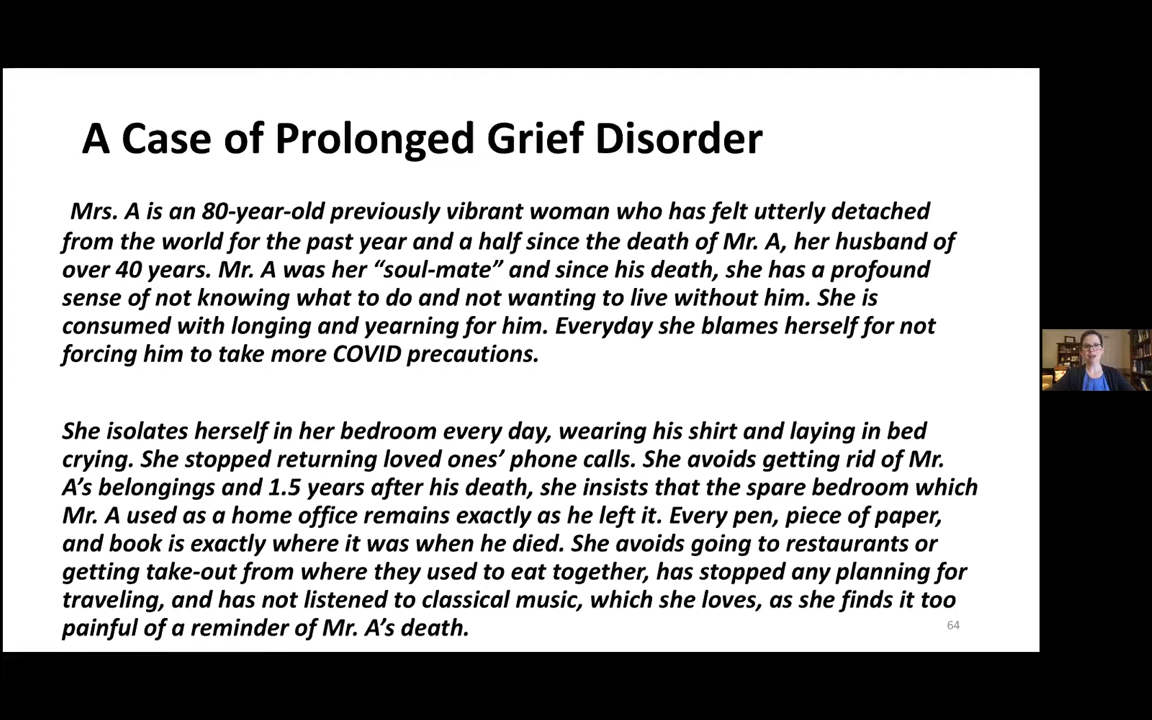 A Case of Prolonged Grief Disorder
Mrs. A is an 80-year-old previously vibrant woman who has felt utterly detached
from the world for the past year and a half since the death of Mr. A, her husband of
over 40 years. Mr. A was her “soul-mate” and since his death, she has a profound
sense of not knowing what to do and not wanting to live without him. She is
consumed with longing and yearning for him. Everyday she blames herself for not
forcing him to take more COVID precautions.
She isolates herself in her bedroom every day, wearing his shirt and laying in bed
crying. She stopped returning loved ones’ phone calls. She avoids getting rid of Mr.
A’s belongings and 1.5 years after his death, she insists that the spare bedroom which
Mr. A used as a home office remains exactly as he left it. Every pen, piece of paper,
and book is exactly where it was when he died. She avoids going to restaurants or
getting take-out from where they used to eat together, has stopped any planning for
traveling, and has not listened to classical music, which she loves, as she finds it too
painful of a reminder of Mr. A’s death.
64